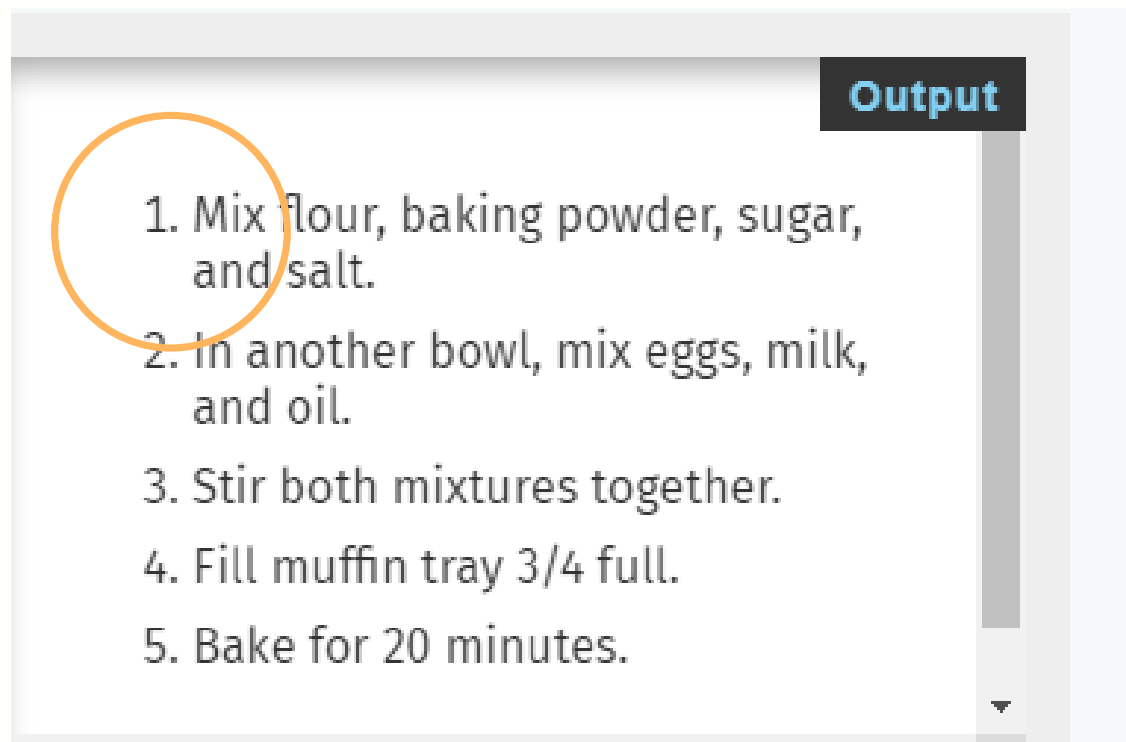 Output
1. Mix flour, baking powder, sugar,
and salt.
2. In another bowl, mix eggs, milk,
and oil.
3. Stir both mixtures together.
4. Fill muffin tray 3/4 full.
5. Bake for 20 minutes.